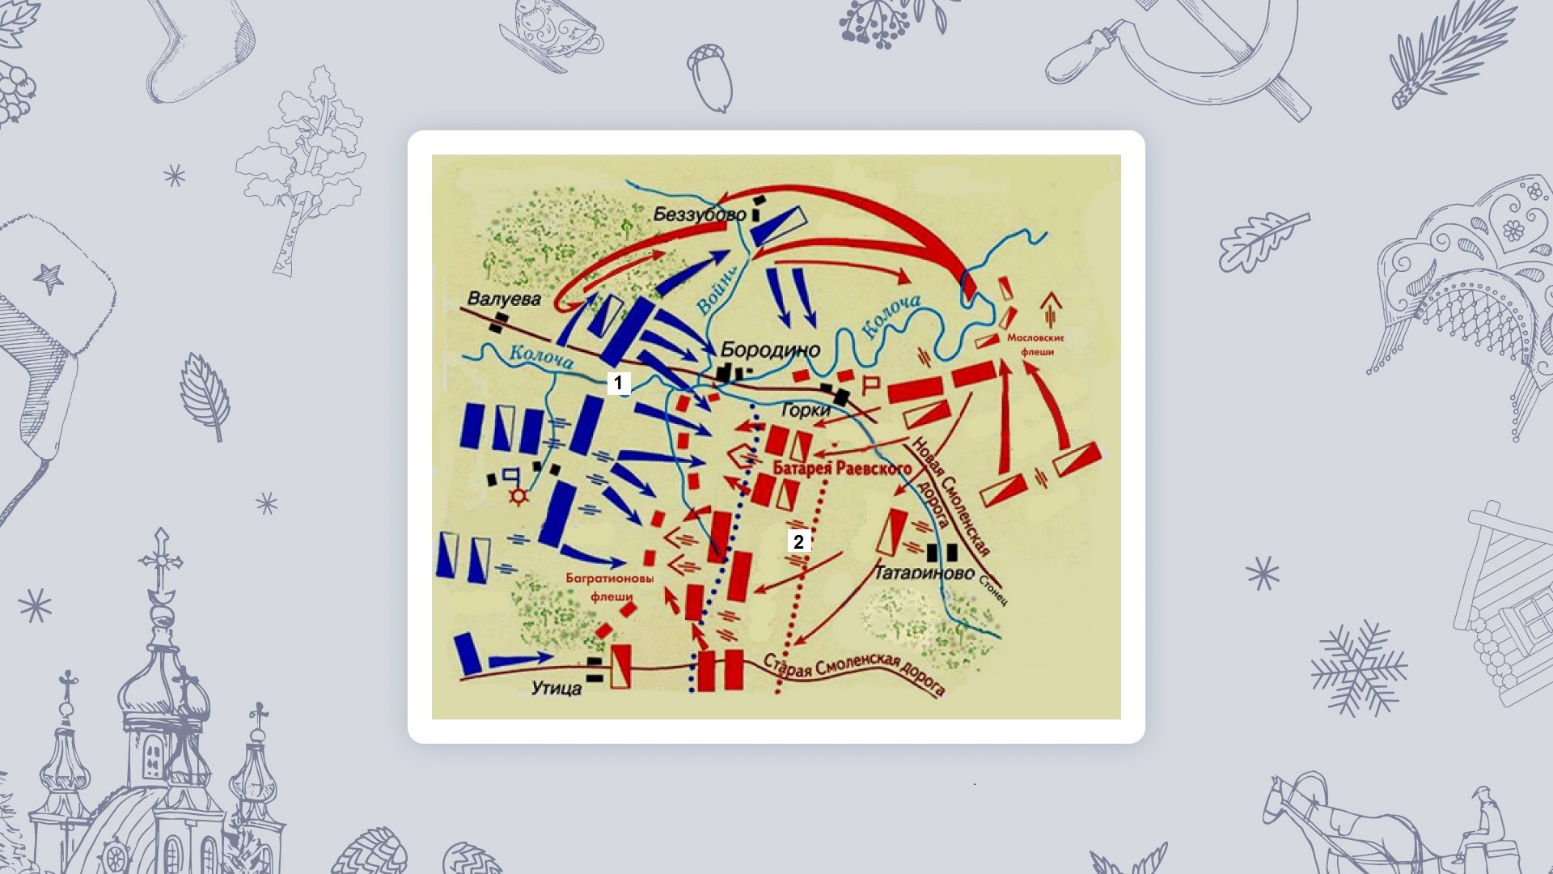 Беззубово
Валуева
Войны
Колоча
Колоча
Масловские
флеши
Бородино
1
Горки
Батарея Раевского
Новая Смоленская
дорога
2
Татариново
Стонец
Багратионовы
флеши
Старая Смоленская дорога
Утица